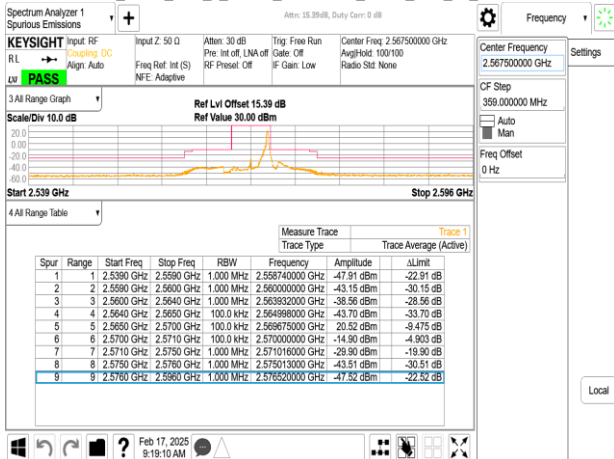 Spectrum Analyzer 1
Spurious Emissions
Attn: 15.39dB, Duty Corr: 0 dB
Frequency
KEYSIGHT
RL
PASS
Input: RF
Coupling: DC
Align: Auto
Input Z: 50 Ω
Freq Ref: Int (S)
NFE: Adaptive
Atten: 30 dB
Pre: Int off, LNA off
RF Preset: Off
Trig: Free Run
Gate: Off
IF Gain: Low
Center Freq: 2.567500000 GHz
Avg|Hold: 100/100
Radio Std: None
Center Frequency
2.567500000 GHz
Settings
CF Step
359.000000 MHz
Auto
Man
Freq Offset
0 Hz
Local
3 All Range Graph
Scale/Div 10.0 dB
Ref Lvl Offset 15.39 dB
Ref Value 30.00 dBm
20.0
0.00
-20.0
-40.0
-60.0
Start 2.539 GHz
Stop 2.596 GHz
4 All Range Table
Measure Trace Trace 1
Trace Type Trace Average (Active)
Spur Range Start Freq Stop Freq RBW Frequency Amplitude ΔLimit
1 1 2.5390 GHz 2.5590 GHz 1.000 MHz 2.558740000 GHz -47.91 dBm -22.91 dB
2 2 2.5590 GHz 2.5600 GHz 1.000 MHz 2.560000000 GHz -43.15 dBm -30.15 dB
3 3 2.5600 GHz 2.5640 GHz 1.000 MHz 2.563932000 GHz -38.56 dBm -28.56 dB
4 4 2.5640 GHz 2.5650 GHz 100.0 kHz 2.564998000 GHz -43.70 dBm -33.70 dB
5 5 2.5650 GHz 2.5700 GHz 100.0 kHz 2.569675000 GHz 20.52 dBm -9.475 dB
6 6 2.5700 GHz 2.5710 GHz 100.0 kHz 2.570000000 GHz -14.90 dBm -4.903 dB
7 7 2.5710 GHz 2.5750 GHz 1.000 MHz 2.571016000 GHz -29.90 dBm -19.90 dB
8 8 2.5750 GHz 2.5760 GHz 1.000 MHz 2.575013000 GHz -43.51 dBm -30.51 dB
9 9 2.5760 GHz 2.5960 GHz 1.000 MHz 2.576520000 GHz -47.52 dBm -22.52 dB
Feb 17, 2025
9:19:10 AM